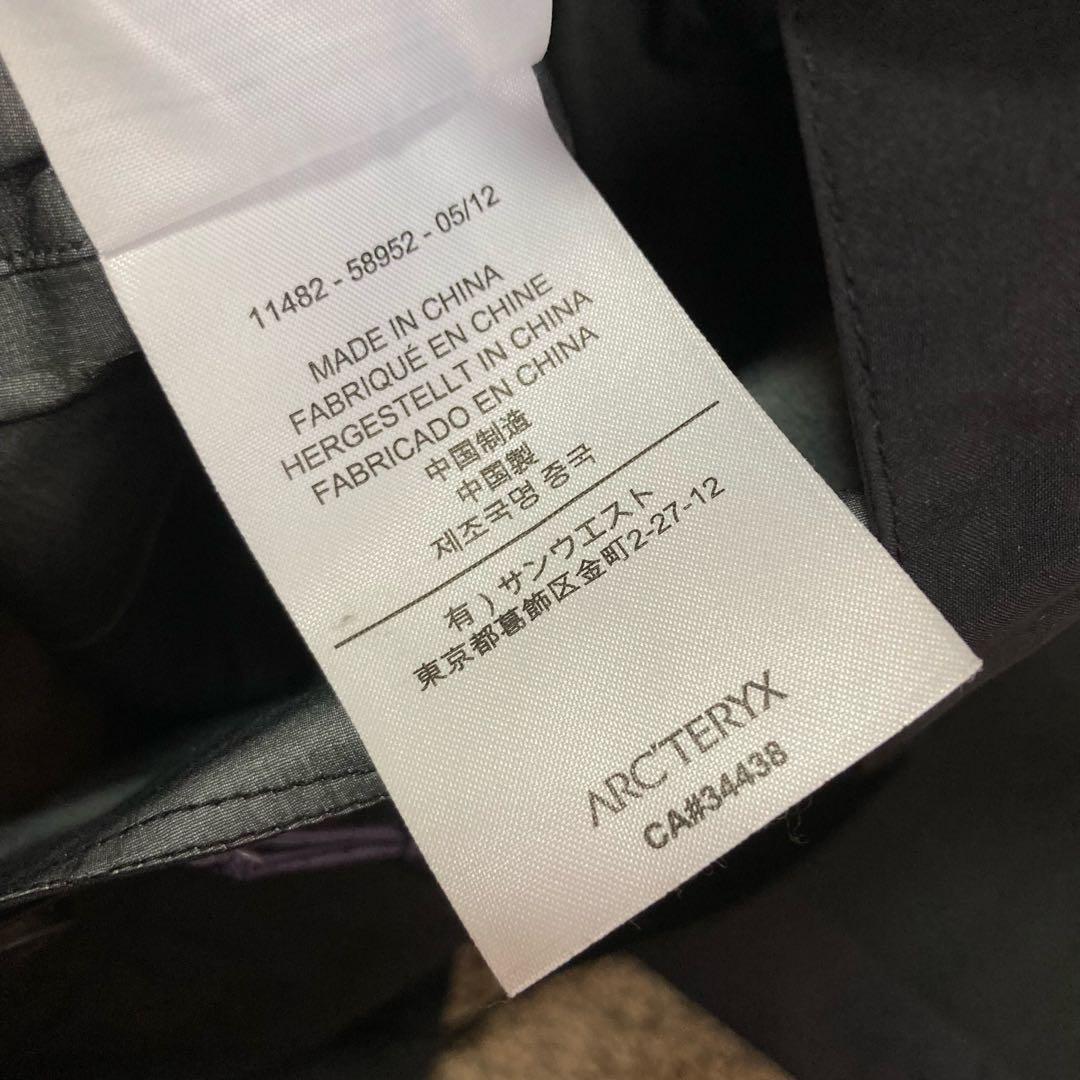 11482 - 58952 - 05/12
MADE IN CHINA
FABRIQUÉ EN CHINE
HERGESTELLT IN CHINA
FABRICADO EN CHINA
中国制造
中国製
제조국명 중국
有）サンウエスト
東京都葛飾区金町2-27-12
ARC'TERYX
CA#34438